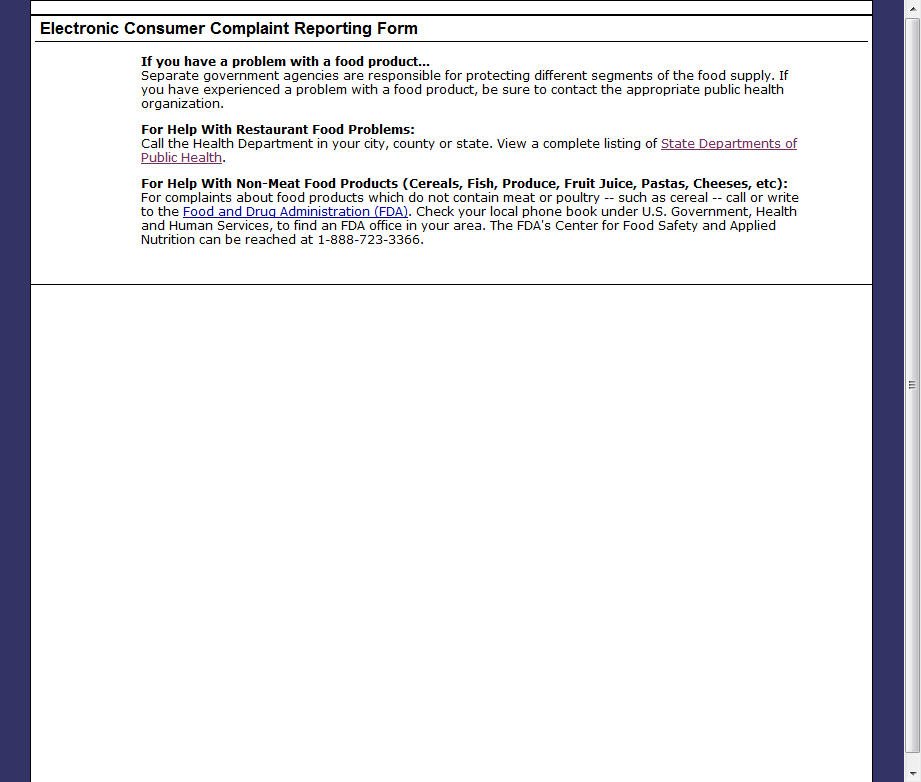 Electronic Consumer Complaint Reporting Form
If you have a problem with a food product...
Separate government agencies are responsible for protecting different segments of the food supply. If
you have experienced a problem with a food product, be sure to contact the appropriate public health
organization.
For Help With Restaurant Food Problems:
Call the Health Department in your city, county or state. View a complete listing of State Departments of
Public Health.
For Help With Non-Meat Food Products (Cereals, Fish, Produce, Fruit Juice, Pastas, Cheeses, etc):
For complaints about food products which do not contain meat or poultry -- such as cereal -- call or write
to the Food and Drug Administration (FDA). Check your local phone book under U.S. Government, Health
and Human Services, to find an FDA office in your area. The FDA's Center for Food Safety and Applied
Nutrition can be reached at 1-888-723-3366.